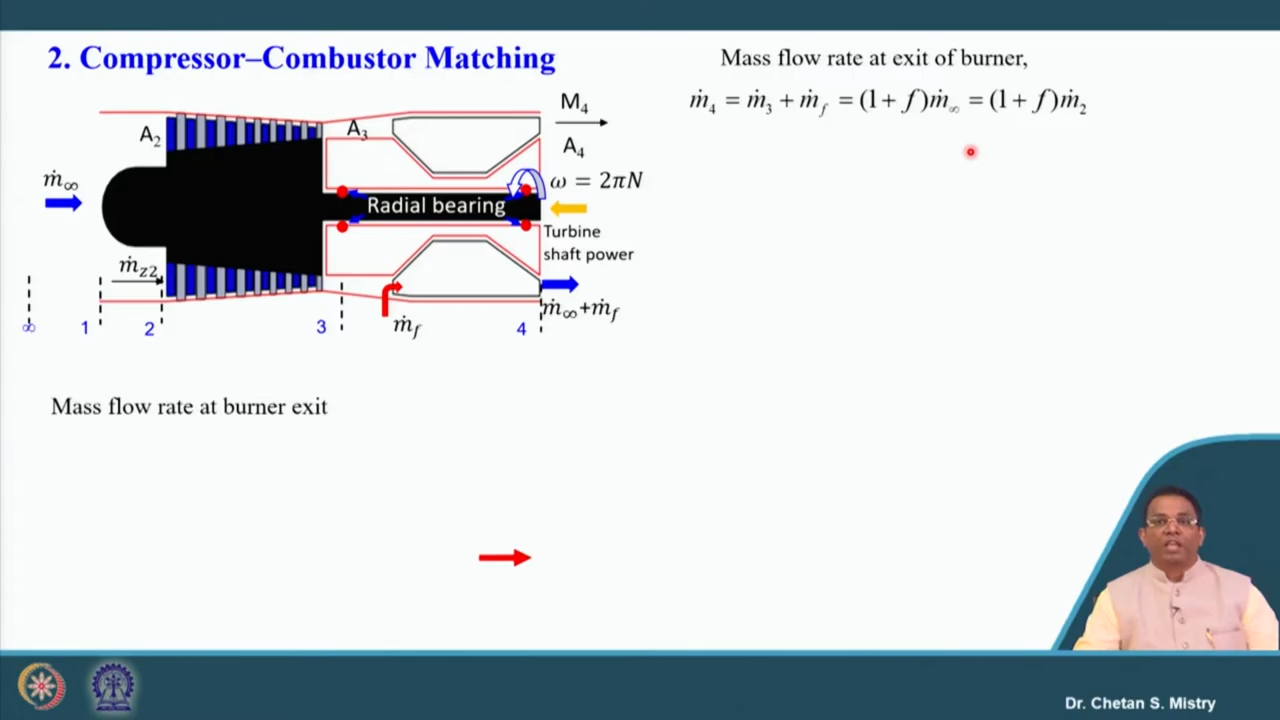 2. Compressor–Combustor Matching
Mass flow rate at exit of burner,
ṁ₄ = ṁ₃ + ṁ_f = (1+ f)ṁ_∞ = (1+ f)ṁ₂
M₄
A₂
A₃
A₄
ṁ_∞
ω = 2πN
Radial bearing
Turbine
shaft power
ṁ_z2
ṁ_∞+ṁ_f
ṁ_f
∞ 1 2 3 4
Mass flow rate at burner exit
Dr. Chetan S. Mistry